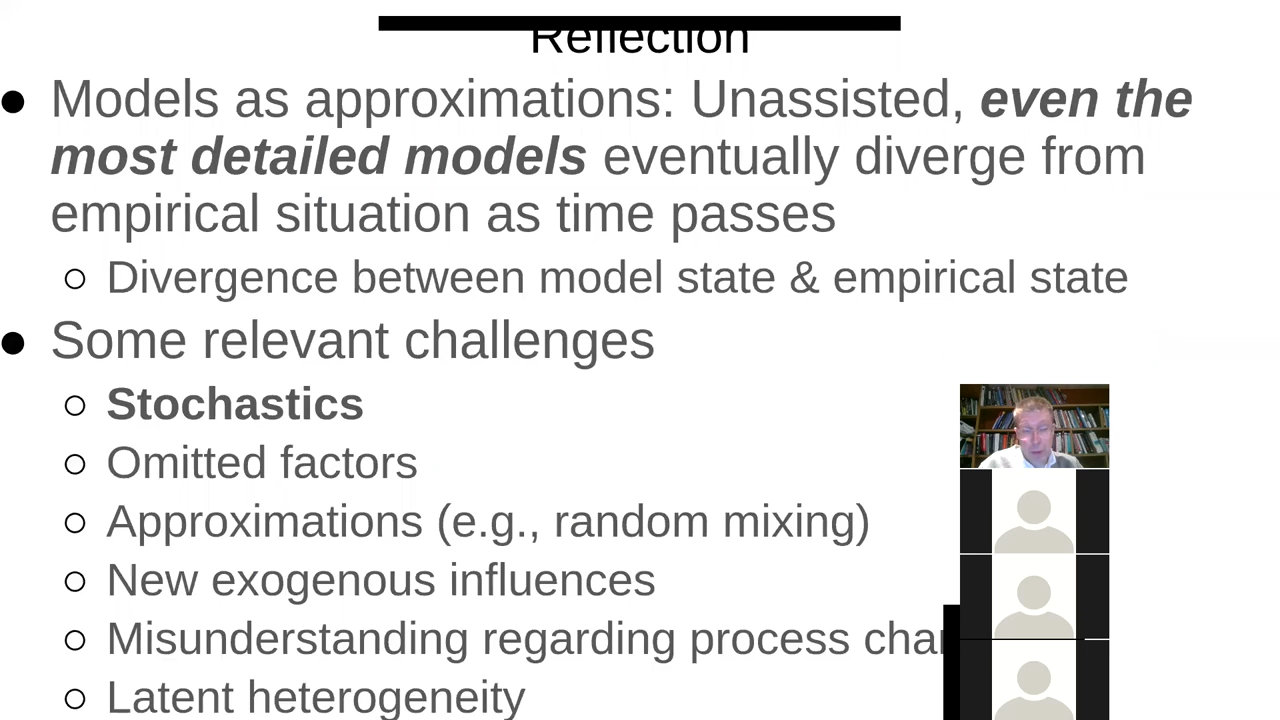 Reflection
● Models as approximations: Unassisted, even the
most detailed models eventually diverge from
empirical situation as time passes
○ Divergence between model state & empirical state
● Some relevant challenges
○ Stochastics
○ Omitted factors
○ Approximations (e.g., random mixing)
○ New exogenous influences
○ Misunderstanding regarding process
○ Latent heterogeneity